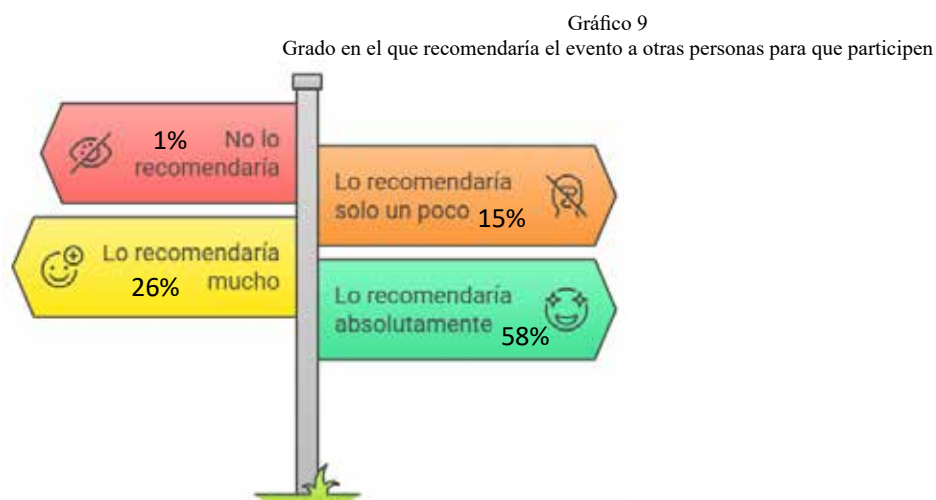 Gráfico 9
Grado en el que recomendaría el evento a otras personas para que participen
1% No lo
recomendaría
Lo recomendaría
solo un poco 15%
Lo recomendaría
26% mucho
Lo recomendaría
absolutamente 58%